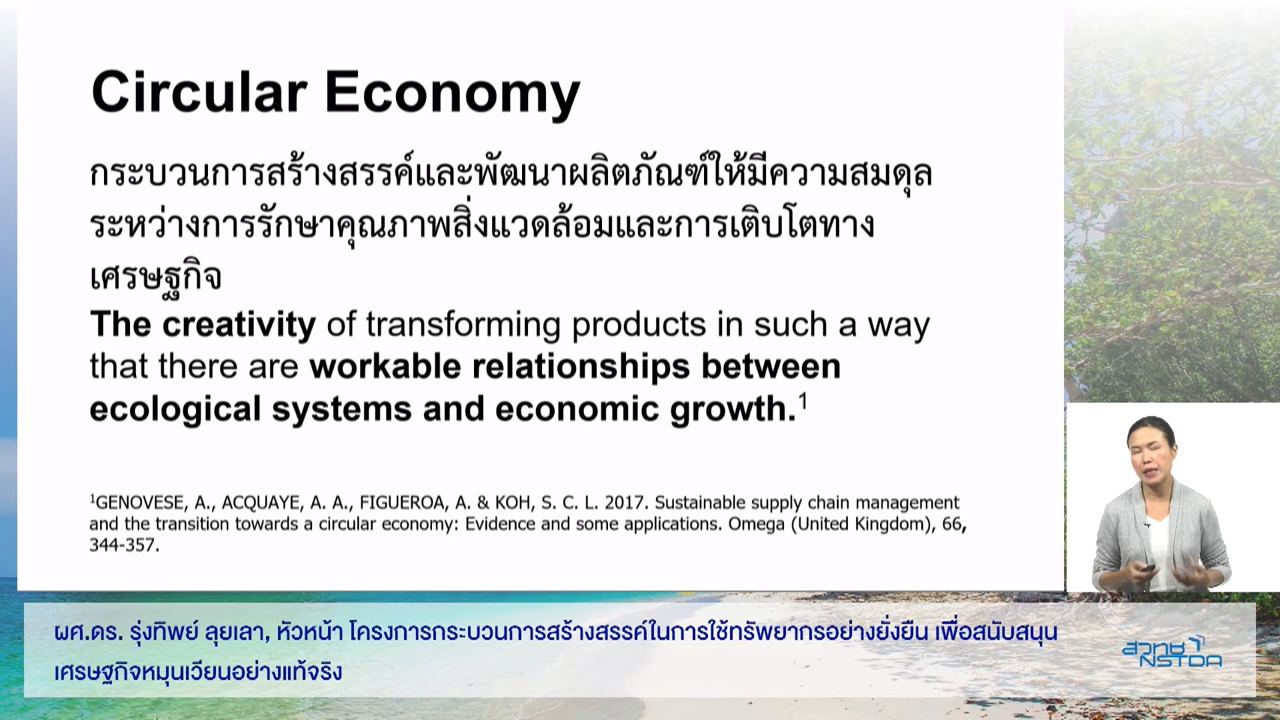 Circular Economy
กระบวนการสร้างสรรค์และพัฒนาผลิตภัณฑ์ให้มีความสมดุล
ระหว่างการรักษาคุณภาพสิ่งแวดล้อมและการเติบโตทาง
เศรษฐกิจ
The creativity of transforming products in such a way
that there are workable relationships between
ecological systems and economic growth.1
1GENOVESE, A., ACQUAYE, A. A., FIGUEROA, A. & KOH, S. C. L. 2017. Sustainable supply chain management
and the transition towards a circular economy: Evidence and some applications. Omega (United Kingdom), 66,
344-357.
ผศ.ดร. รุ่งทิพย์ ลุยเลา, หัวหน้า โครงการกระบวนการสร้างสรรค์ในการใช้ทรัพยากรอย่างยั่งยืน เพื่อสนับสนุน
เศรษฐกิจหมุนเวียนอย่างแท้จริง
สวทช
NSTDA